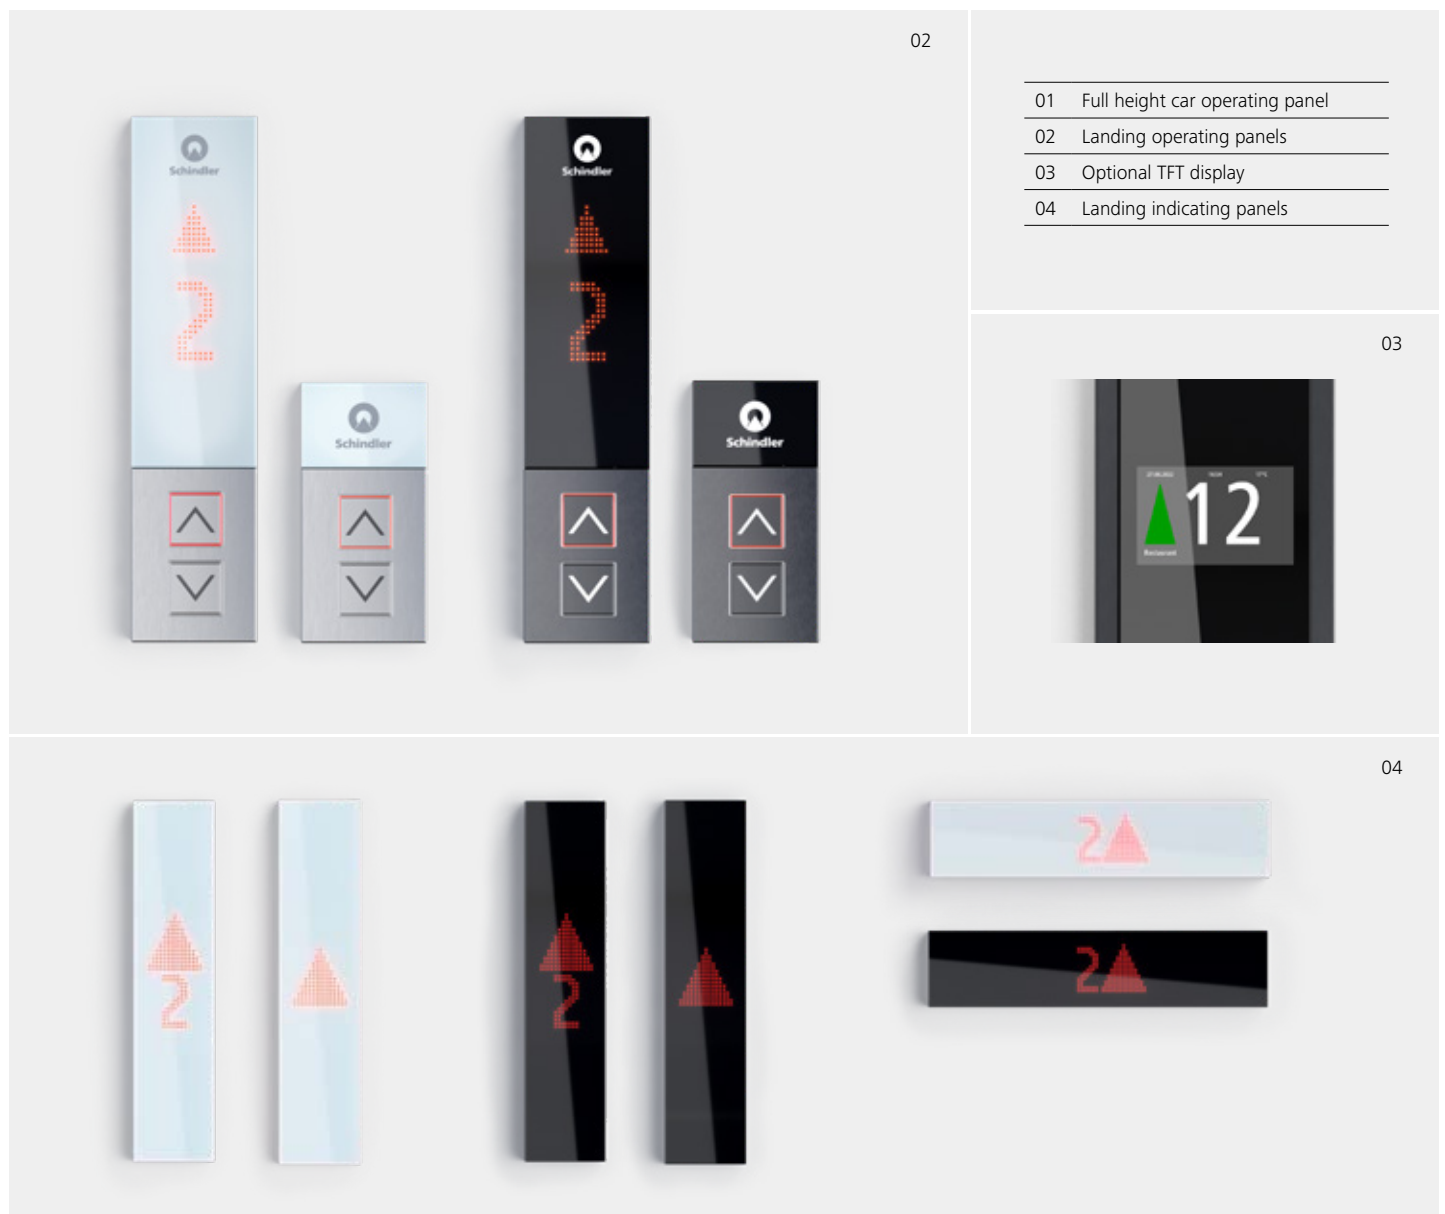 02
Schindler
2
Schindler
Schindler
2
Schindler
01 Full height car operating panel
02 Landing operating panels
03 Optional TFT display
04 Landing indicating panels
03
12
Restaurant
04
2
2
2
2